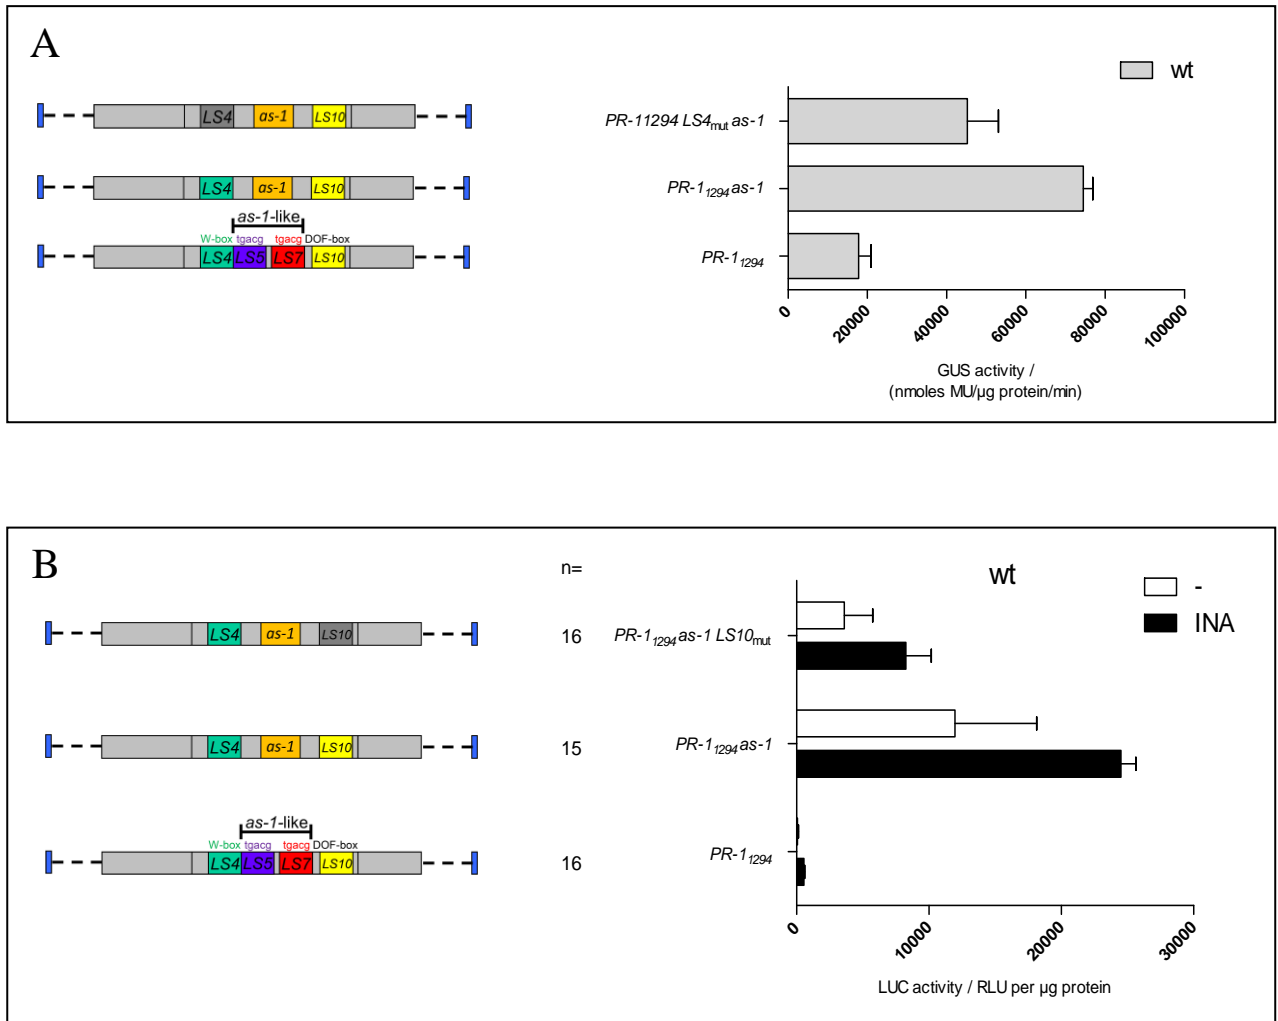 A
wt
LS4 as-1 LS10
PR-11294 LS4mut as-1
LS4 as-1 LS10
PR-11294 as-1
as-1-like
W-box tgacg tgacg DOF-box
LS4 LS5 LS7 LS10
PR-11294
0 20000 40000 60000 80000 100000
GUS activity /
(nmoles MU/µg protein/min)
B
n=
wt
-
INA
LS4 as-1 LS10
16
PR-11294 as-1 LS10mut
LS4 as-1 LS10
15
PR-11294 as-1
as-1-like
W-box tgacg tgacg DOF-box
LS4 LS5 LS7 LS10
16
PR-11294
0 10000 20000 30000
LUC activity / RLU per µg protein